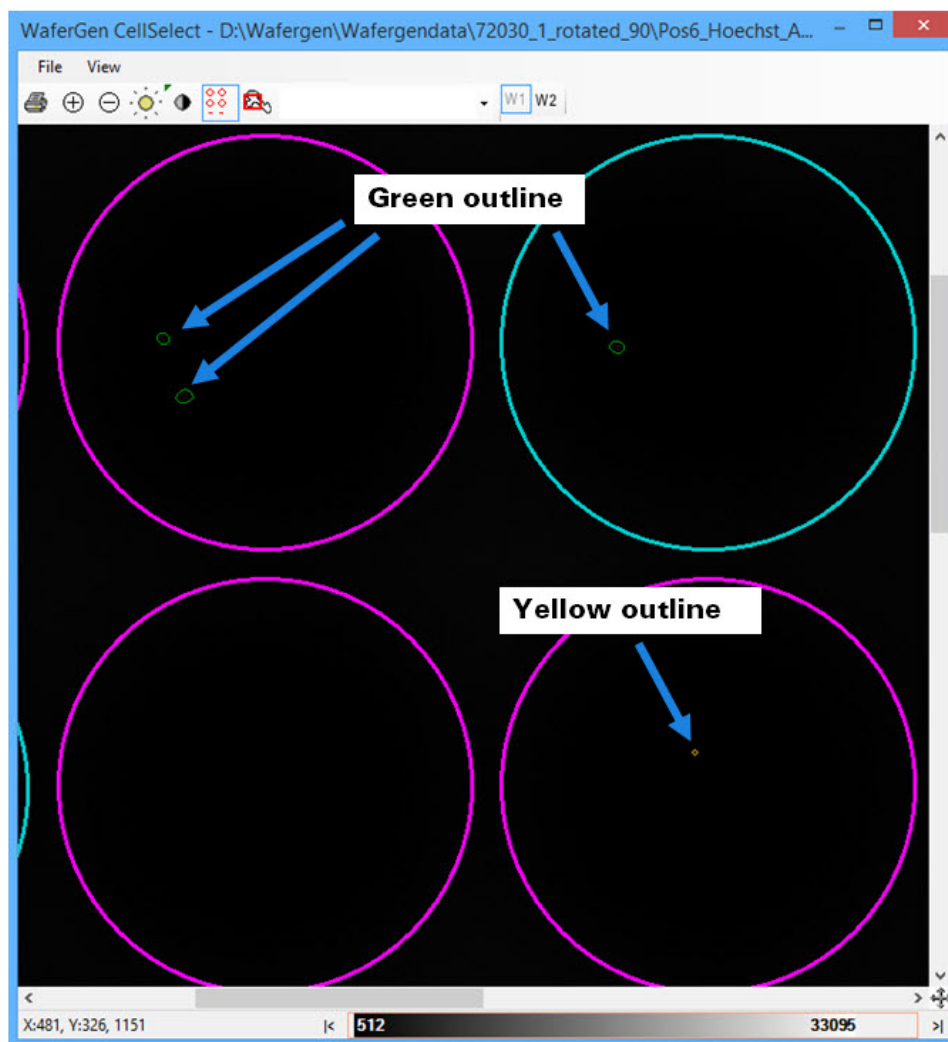 WaferGen CellSelect - D:\Wafergen\Wafergendata\72030_1_rotated_90\Pos6_Hoechst_A...
File View
W1 W2
Green outline
Yellow outline
X:481, Y:326, 1151
512
33095